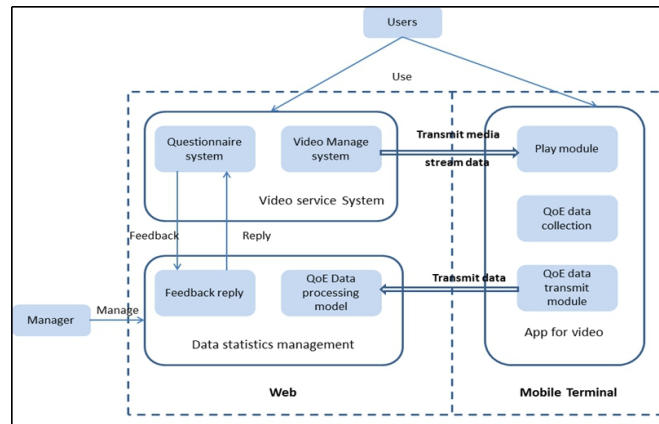 Users
Use
Questionnaire
system
Video Manage
system
Video service System
Transmit media
stream data
Play module
QoE data
collection
QoE data
transmit
module
App for video
Feedback
Reply
Transmit data
Feedback reply
QoE Data
processing
model
Data statistics management
Manager
Manage
Web
Mobile Terminal